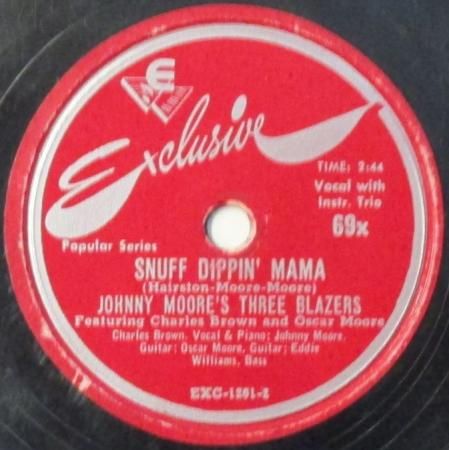 Exclusive
TIME: 2:44
Vocal with
Instr. Trio
69x
Popular Series
SNUFF DIPPIN' MAMA
(Hairston-Moore-Moore)
JOHNNY MOORE'S THREE BLAZERS
Featuring Charles Brown and Oscar Moore
Charles Brown, Vocal & Piano; Johnny Moore,
Guitar; Oscar Moore, Guitar; Eddie
Williams, Bass